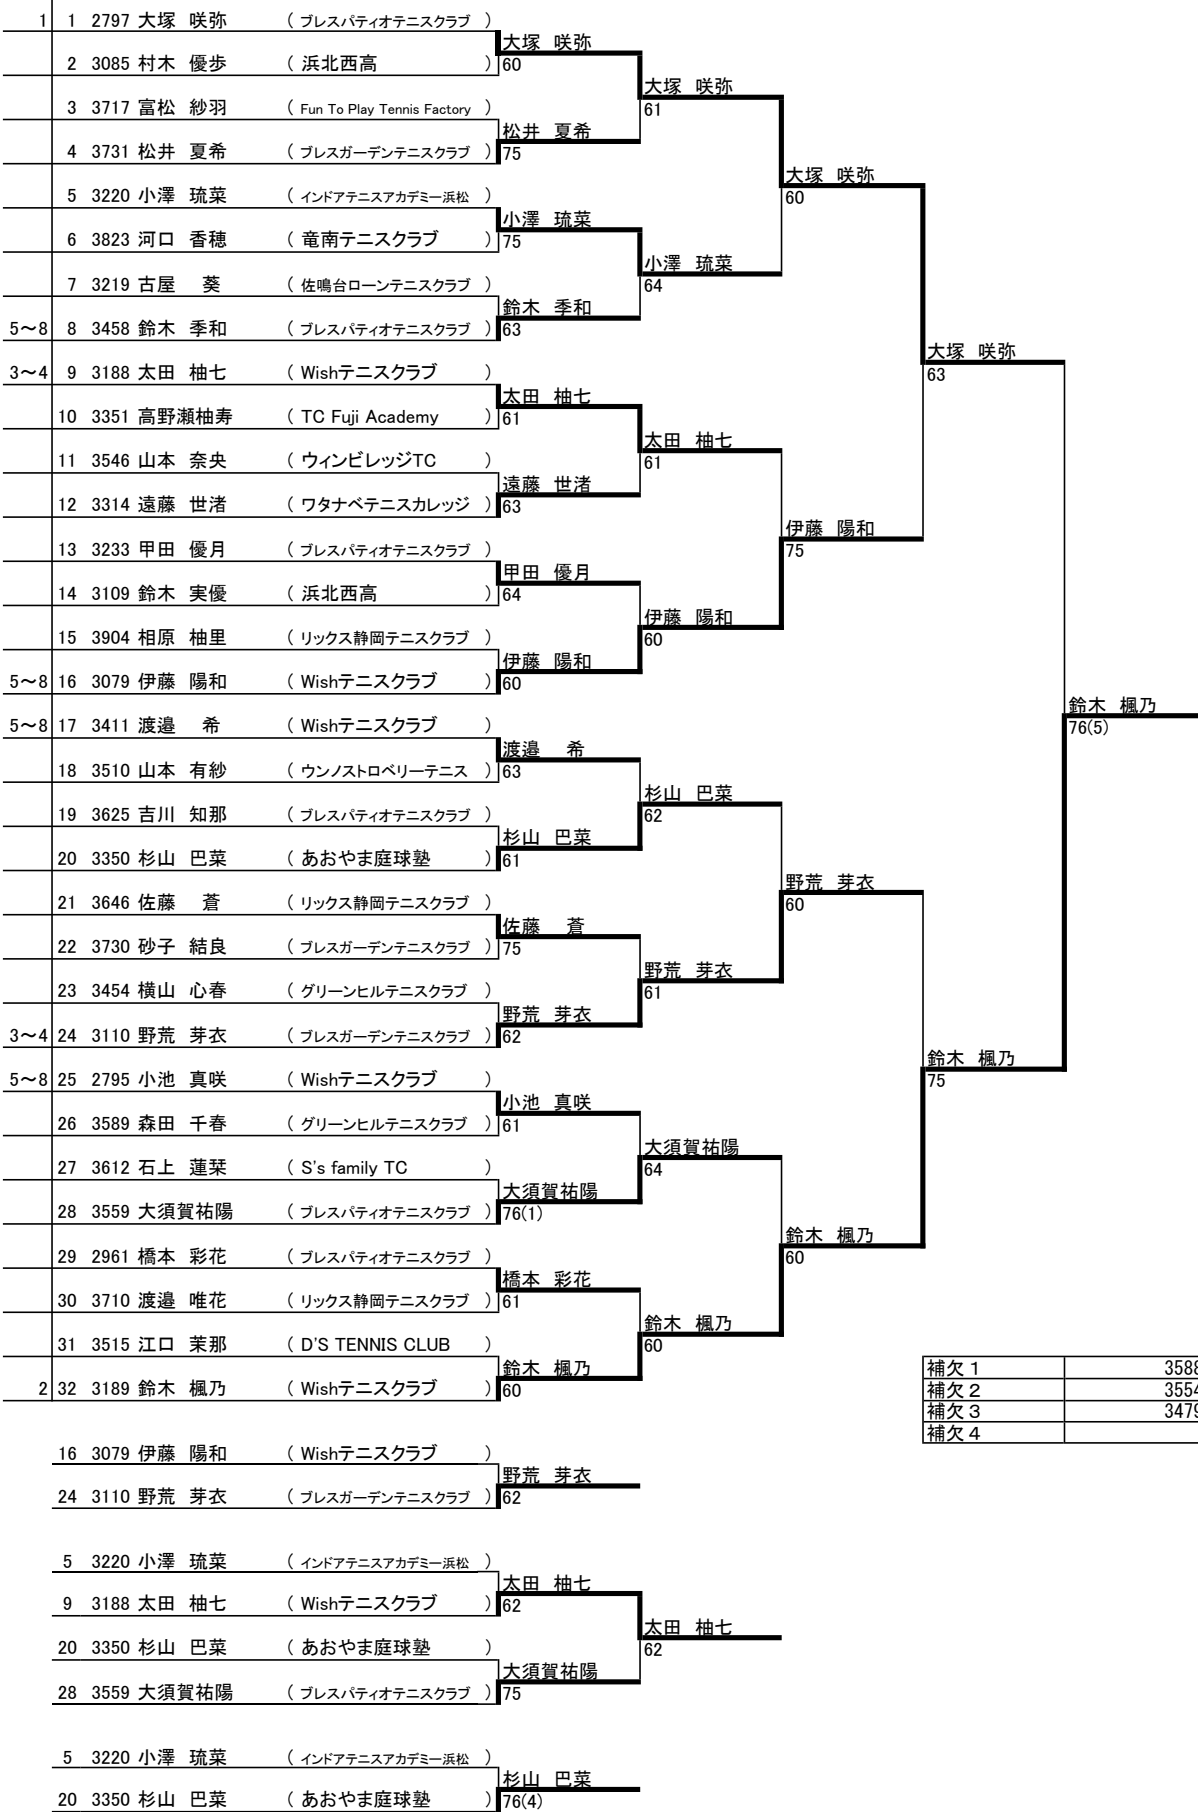 1 1 2797 大塚 咲弥 ( ブレスパティオテニスクラブ )
大塚 咲弥
2 3085 村木 優歩 ( 浜北西高 ) 60
大塚 咲弥
3 3717 富松 紗羽 ( Fun To Play Tennis Factory ) 61
松井 夏希
4 3731 松井 夏希 ( ブレスガーデンテニスクラブ ) 75
大塚 咲弥
5 3220 小澤 琉菜 ( インドアテニスアカデミー浜松 ) 60
小澤 琉菜
6 3823 河口 香穂 ( 竜南テニスクラブ ) 75
小澤 琉菜
7 3219 古屋 葵 ( 佐鳴台ローンテニスクラブ ) 64
鈴木 季和
5～8 8 3458 鈴木 季和 ( ブレスパティオテニスクラブ ) 63
大塚 咲弥
3～4 9 3188 太田 柚七 ( Wishテニスクラブ ) 63
太田 柚七
10 3351 高野瀬柚寿 ( TC Fuji Academy ) 61
太田 柚七
11 3546 山本 奈央 ( ウィンビレッジTC ) 61
遠藤 世渚
12 3314 遠藤 世渚 ( ワタナベテニスカレッジ ) 63
伊藤 陽和
13 3233 甲田 優月 ( ブレスパティオテニスクラブ ) 75
甲田 優月
14 3109 鈴木 実優 ( 浜北西高 ) 64
伊藤 陽和
15 3904 相原 柚里 ( リックス静岡テニスクラブ ) 60
伊藤 陽和
5～8 16 3079 伊藤 陽和 ( Wishテニスクラブ ) 60
鈴木 楓乃
5～8 17 3411 渡邉 希 ( Wishテニスクラブ ) 76(5)
渡邉 希
18 3510 山本 有紗 ( ウンノストロベリーテニス ) 63
杉山 巴菜
19 3625 吉川 知那 ( ブレスパティオテニスクラブ ) 62
杉山 巴菜
20 3350 杉山 巴菜 ( あおやま庭球塾 ) 61
野荒 芽衣
21 3646 佐藤 蒼 ( リックス静岡テニスクラブ ) 60
佐藤 蒼
22 3730 砂子 結良 ( ブレスガーデンテニスクラブ ) 75
野荒 芽衣
23 3454 横山 心春 ( グリーンヒルテニスクラブ ) 61
野荒 芽衣
3～4 24 3110 野荒 芽衣 ( ブレスガーデンテニスクラブ ) 62
鈴木 楓乃
5～8 25 2795 小池 真咲 ( Wishテニスクラブ ) 75
小池 真咲
26 3589 森田 千春 ( グリーンヒルテニスクラブ ) 61
大須賀祐陽
27 3612 石上 蓮栞 ( S's family TC ) 64
大須賀祐陽
28 3559 大須賀祐陽 ( ブレスパティオテニスクラブ ) 76(1)
鈴木 楓乃
29 2961 橋本 彩花 ( ブレスパティオテニスクラブ ) 60
橋本 彩花
30 3710 渡邉 唯花 ( リックス静岡テニスクラブ ) 61
鈴木 楓乃
31 3515 江口 茉那 ( D'S TENNIS CLUB ) 60
鈴木 楓乃
2 32 3189 鈴木 楓乃 ( Wishテニスクラブ ) 60
補欠１ 3588
補欠２ 3554
補欠３ 3479
補欠４
16 3079 伊藤 陽和 ( Wishテニスクラブ )
野荒 芽衣
24 3110 野荒 芽衣 ( ブレスガーデンテニスクラブ ) 62
5 3220 小澤 琉菜 ( インドアテニスアカデミー浜松 )
太田 柚七
9 3188 太田 柚七 ( Wishテニスクラブ ) 62
太田 柚七
20 3350 杉山 巴菜 ( あおやま庭球塾 ) 62
大須賀祐陽
28 3559 大須賀祐陽 ( ブレスパティオテニスクラブ ) 75
5 3220 小澤 琉菜 ( インドアテニスアカデミー浜松 )
杉山 巴菜
20 3350 杉山 巴菜 ( あおやま庭球塾 ) 76(4)